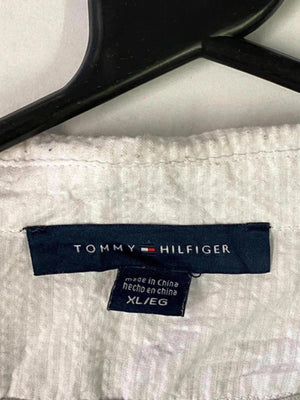 TOMMY HILFIGER
made in China
hecho en china
XL/EG